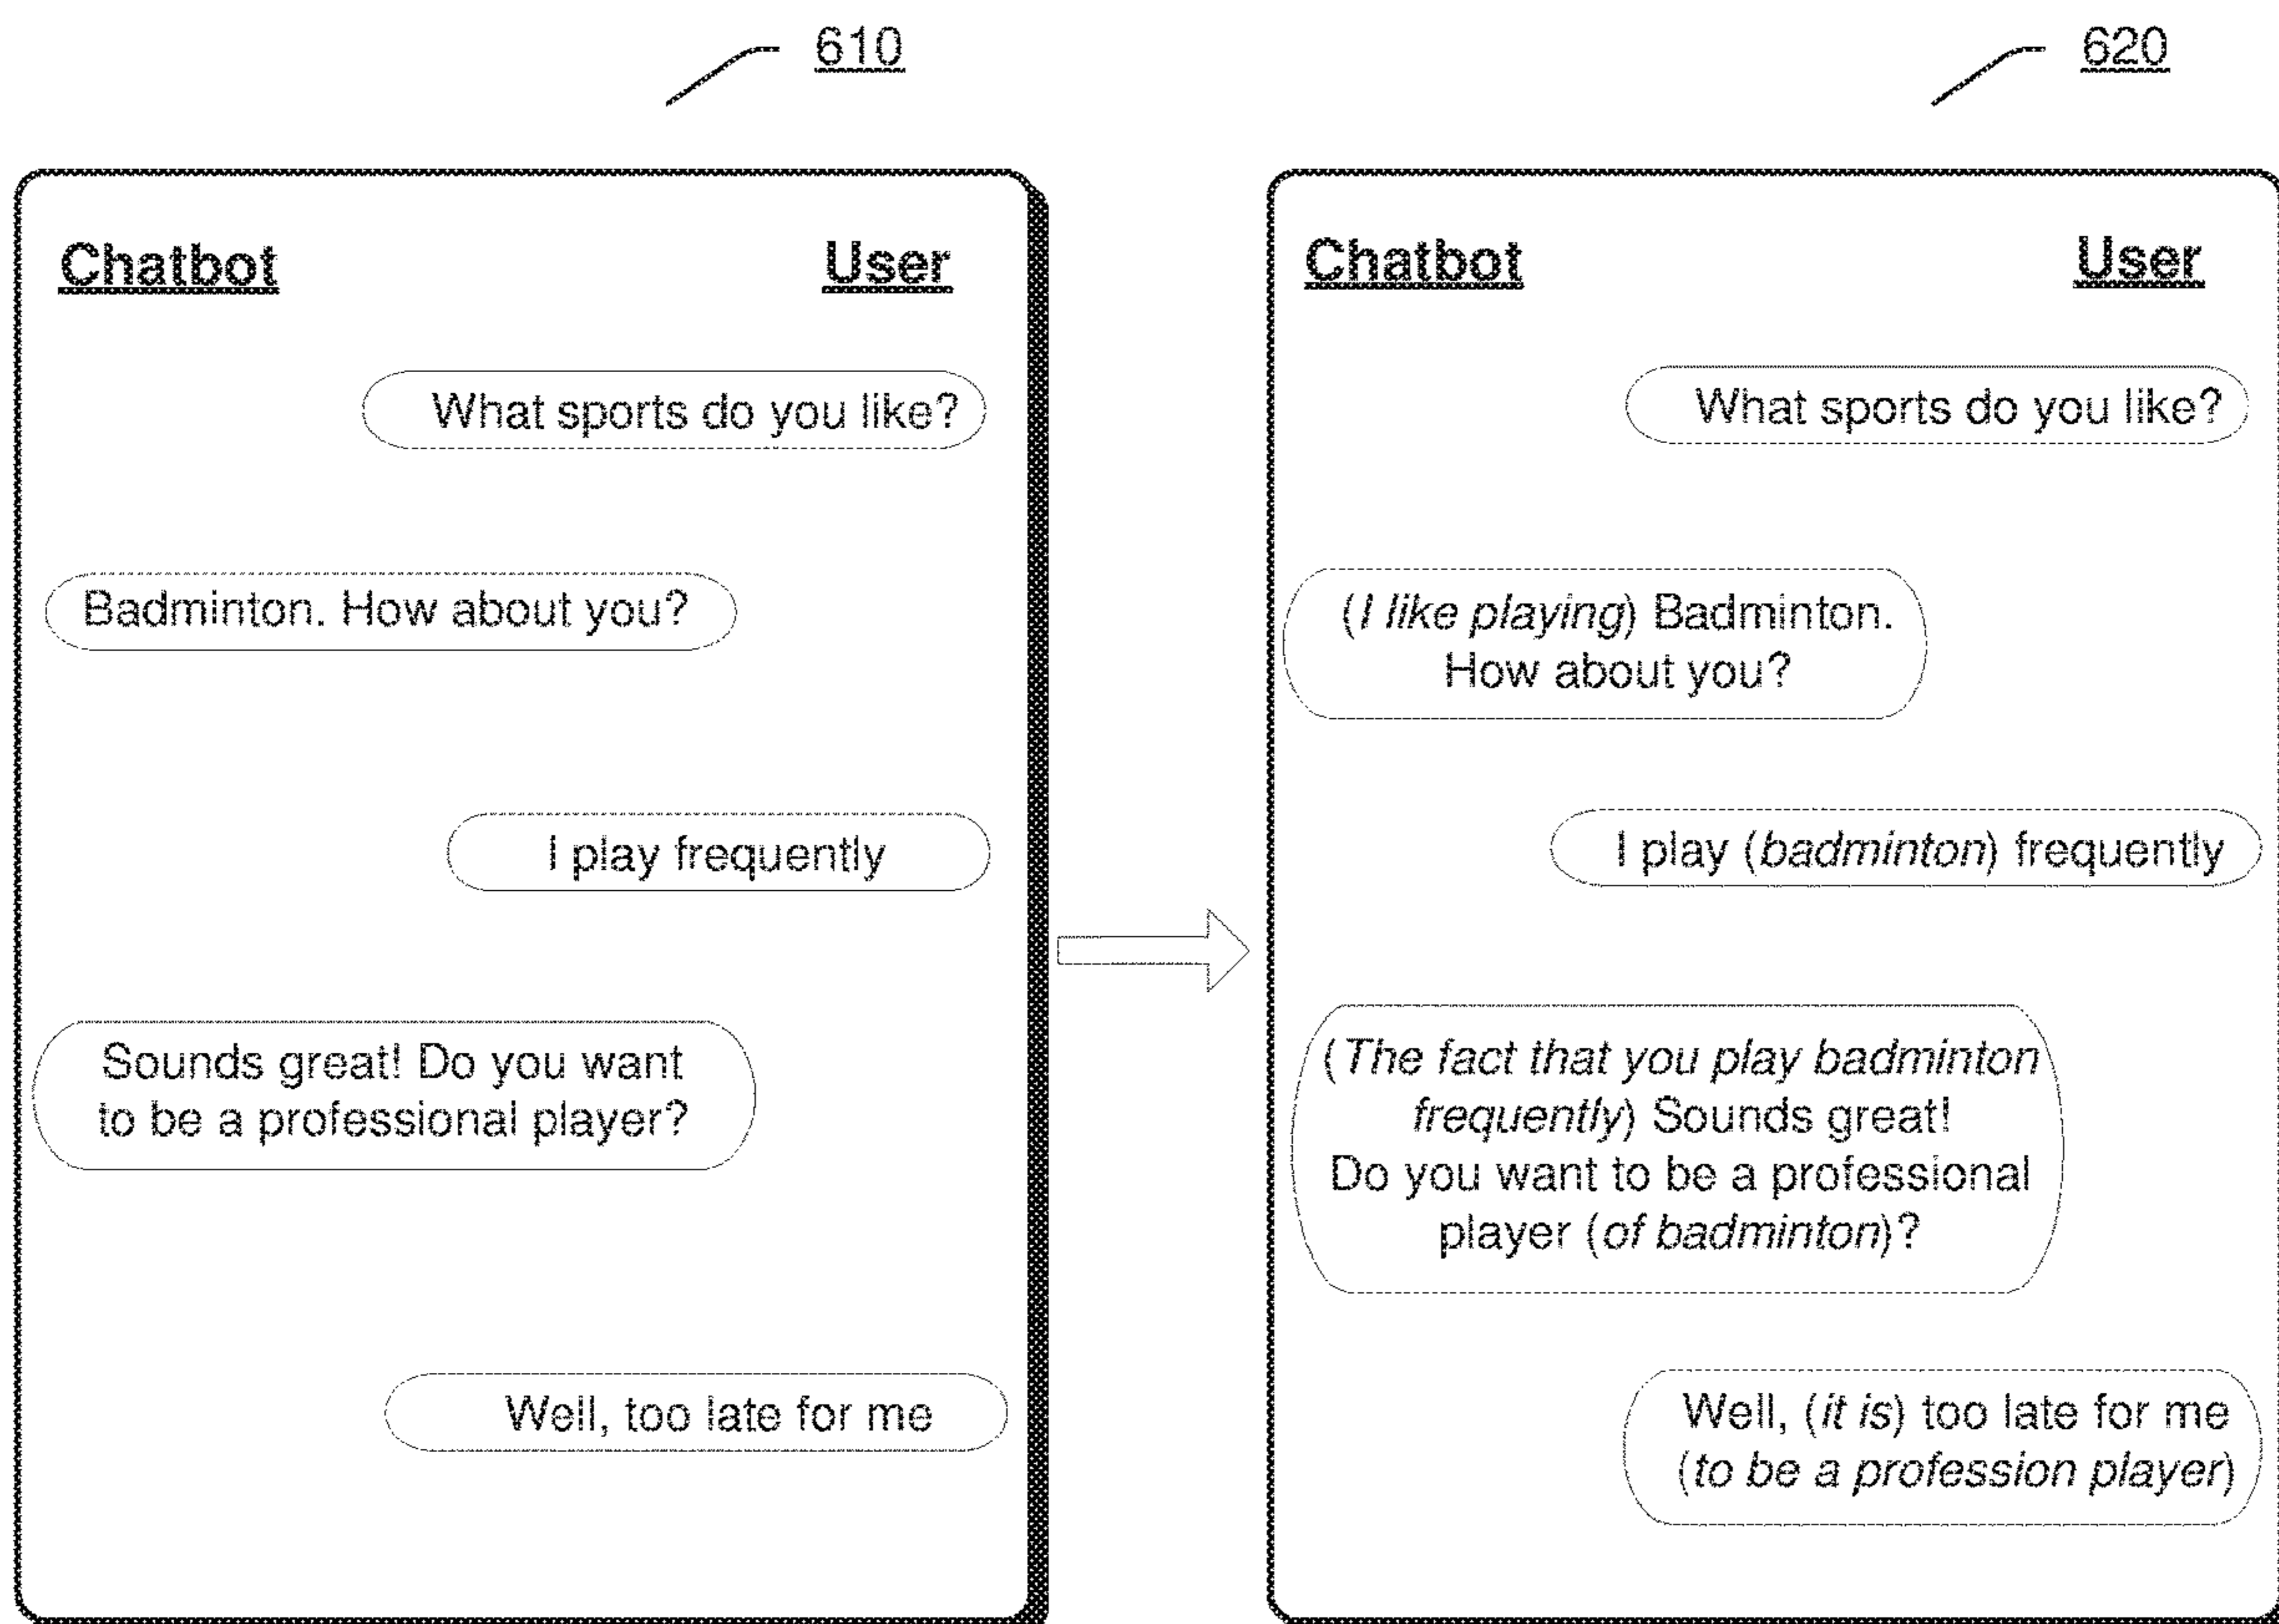 610
Chatbot
User
What sports do you like?
Badminton. How about you?
I play frequently
Sounds great! Do you want
to be a professional player?
Well, too late for me
620
Chatbot
User
What sports do you like?
(I like playing) Badminton.
How about you?
I play (badminton) frequently
(The fact that you play badminton
frequently) Sounds great!
Do you want to be a professional
player (of badminton)?
Well, (it is) too late for me
(to be a profession player)